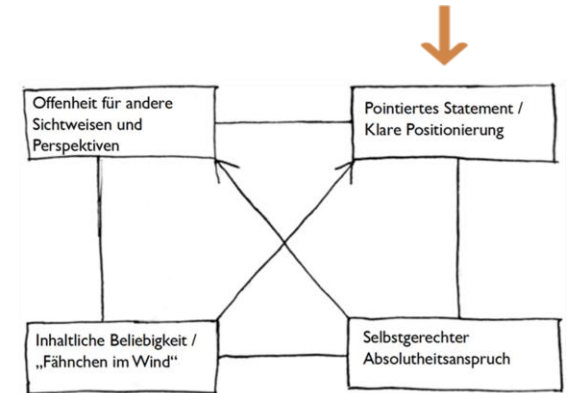 Offenheit für andere
Sichtweisen und
Perspektiven
Pointiertes Statement /
Klare Positionierung
Inhaltliche Beliebigkeit /
„Fähnchen im Wind“
Selbstgerechter
Absolutheitsanspruch